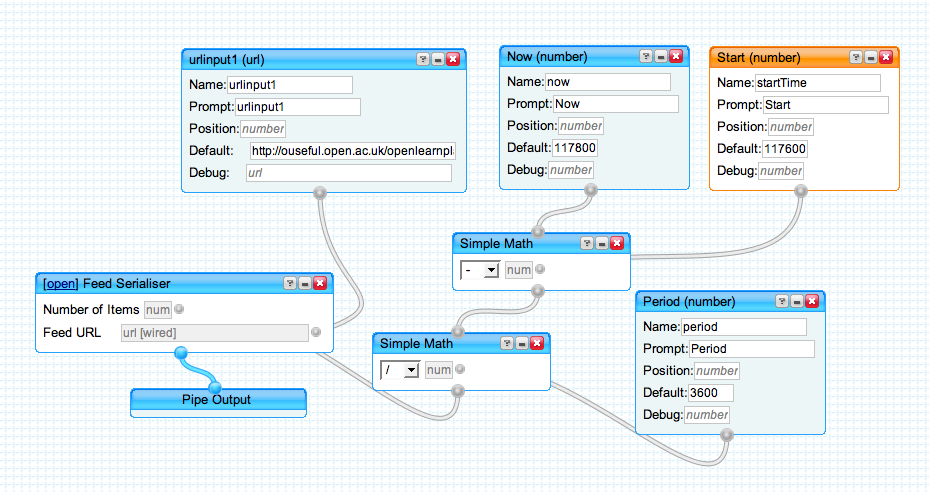 urlinput1 (url)
Name: urlinput1
Prompt: urlinput1
Position: number
Default: http://ouseful.open.ac.uk/openlearnpl
Debug: url
Now (number)
Name: now
Prompt: Now
Position: number
Default: 117800
Debug: number
Start (number)
Name: startTime
Prompt: Start
Position: number
Default: 117600
Debug: number
Simple Math
- num
[open] Feed Serialiser
Number of Items num
Feed URL url [wired]
Simple Math
/ num
Period (number)
Name: period
Prompt: Period
Position: number
Default: 3600
Debug: number
Pipe Output